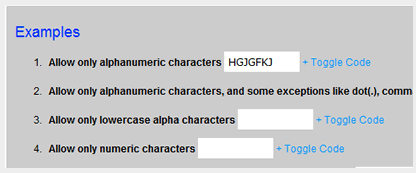 Examples
1. Allow only alphanumeric characters HGJGFKJ + Toggle Code
2. Allow only alphanumeric characters, and some exceptions like dot(.),
3. Allow only lowercase alpha characters + Toggle Code
4. Allow only numeric characters + Toggle Code